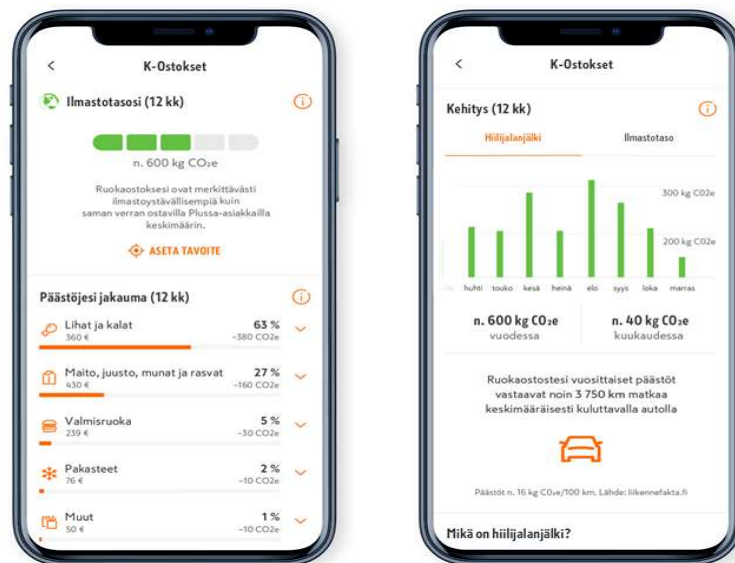 K-Ostokset
Ilmastotasosi (12 kk)
n. 600 kg CO₂e
Ruokaostoksesi ovat merkittävästi
ilmastoystävällisempiä kuin
saman verran ostavilla Plussa-asiakkailla
keskimäärin.
ASETA TAVOITE
Päästöjesi jakauma (12 kk)
Lihat ja kalat 63 %
360 € ~380 CO2e
Maito, juusto, munat ja rasvat 27 %
430 € ~160 CO2e
Valmisruoka 5 %
239 € ~30 CO2e
Pakasteet 2 %
76 € ~10 CO2e
Muut 1 %
50 € ~10 CO2e
K-Ostokset
Kehitys (12 kk)
Hiilijalanjälki Ilmastotaso
300 kg CO2e
200 kg CO2e
huhti touko kesä heinä elo syys loka marras
n. 600 kg CO₂e n. 40 kg CO₂e
vuodessa kuukaudessa
Ruokaostostesi vuosittaiset päästöt
vastaavat noin 3 750 km matkaa
keskimääräisesti kuluttavalla autolla
Päästöt n. 16 kg CO₂e/100 km. Lähde: liikennefakta.fi
Mikä on hiilijalanjälki?